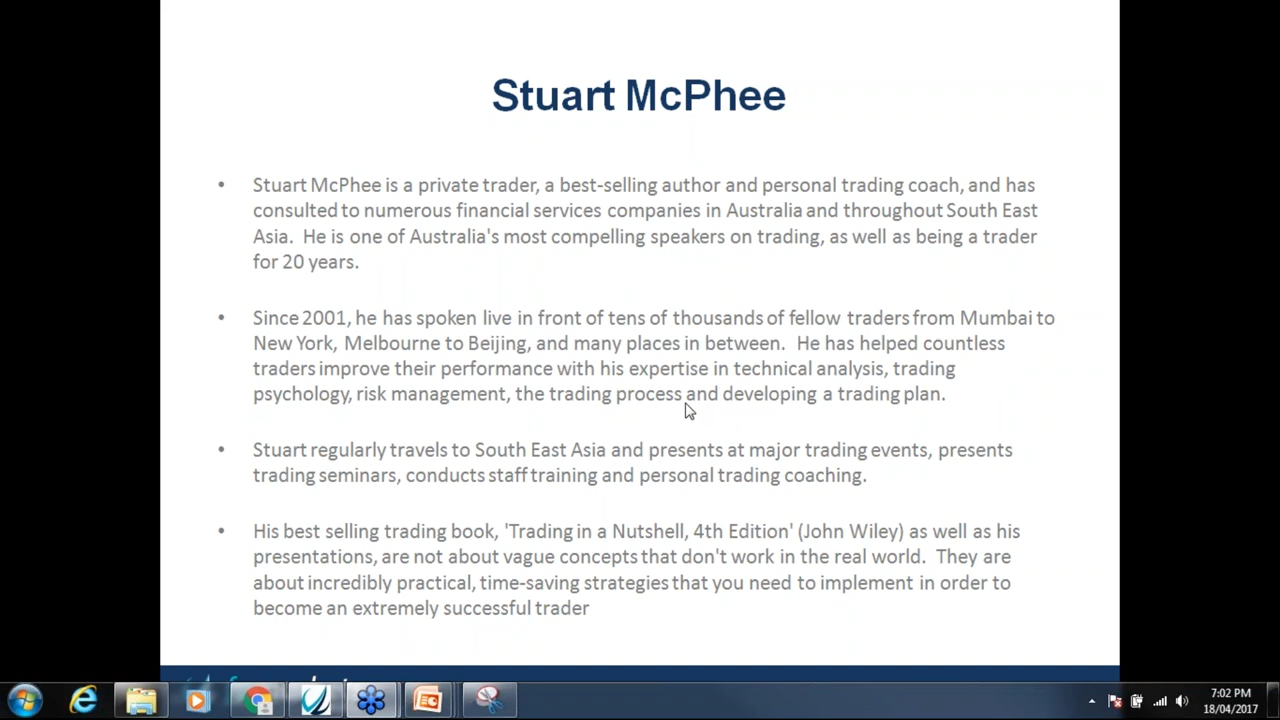 Stuart McPhee
• Stuart McPhee is a private trader, a best-selling author and personal trading coach, and has
consulted to numerous financial services companies in Australia and throughout South East
Asia.  He is one of Australia's most compelling speakers on trading, as well as being a trader
for 20 years.
• Since 2001, he has spoken live in front of tens of thousands of fellow traders from Mumbai to
New York, Melbourne to Beijing, and many places in between.  He has helped countless
traders improve their performance with his expertise in technical analysis, trading
psychology, risk management, the trading process and developing a trading plan.
• Stuart regularly travels to South East Asia and presents at major trading events, presents
trading seminars, conducts staff training and personal trading coaching.
• His best selling trading book, 'Trading in a Nutshell, 4th Edition' (John Wiley) as well as his
presentations, are not about vague concepts that don't work in the real world.  They are
about incredibly practical, time-saving strategies that you need to implement in order to
become an extremely successful trader
7:02 PM
18/04/2017